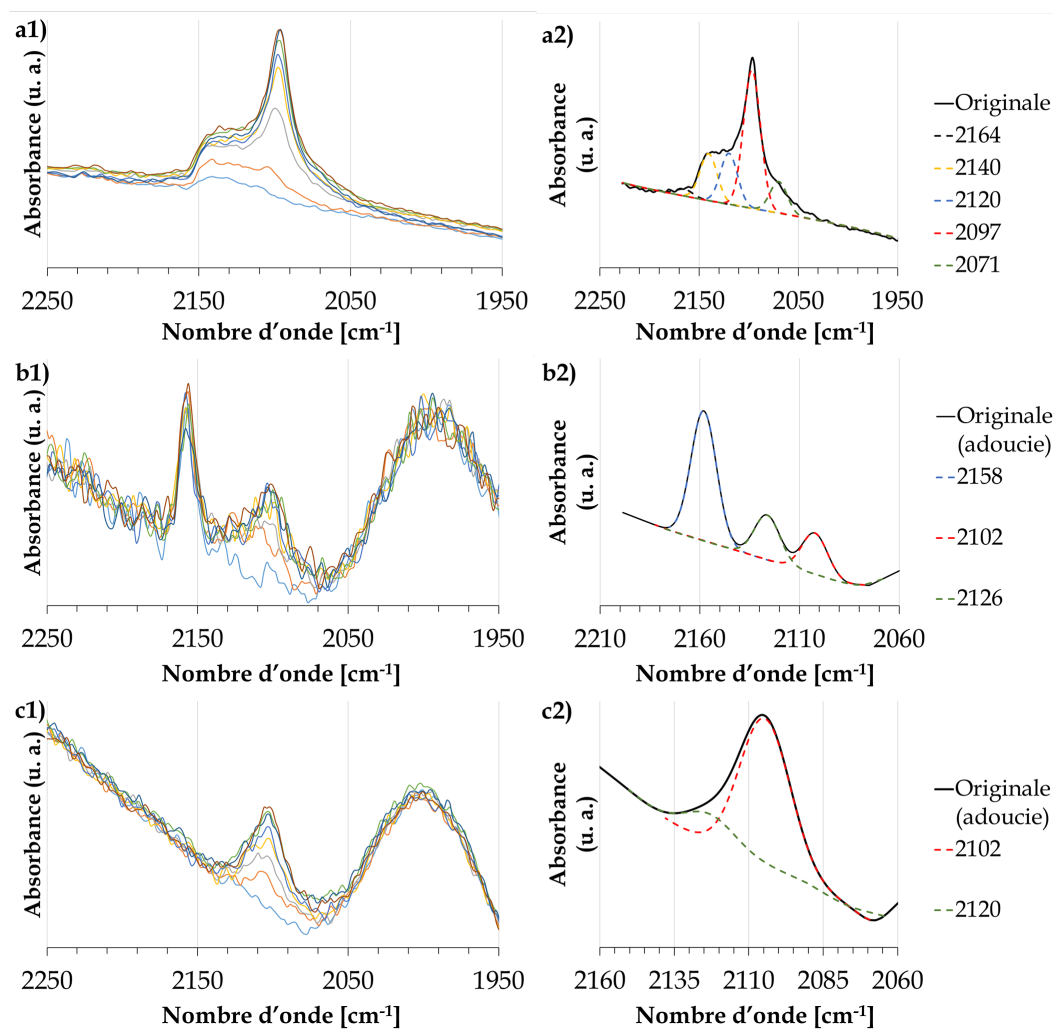 a1)
Absorbance (u. a.)
2250 2150 2050 1950
Nombre d’onde [cm-1]
a2)
Absorbance
(u. a.)
2250 2150 2050 1950
Nombre d’onde [cm-1]
Originale
2164
2140
2120
2097
2071
b1)
Absorbance (u. a.)
2250 2150 2050 1950
Nombre d’onde [cm-1]
b2)
Absorbance
(u. a.)
2210 2160 2110 2060
Nombre d’onde [cm-1]
Originale
(adoucie)
2158
2102
2126
c1)
Absorbance (u. a.)
2250 2150 2050 1950
Nombre d’onde [cm-1]
c2)
Absorbance
(u. a.)
2160 2135 2110 2085 2060
Nombre d’onde [cm-1]
Originale
(adoucie)
2102
2120